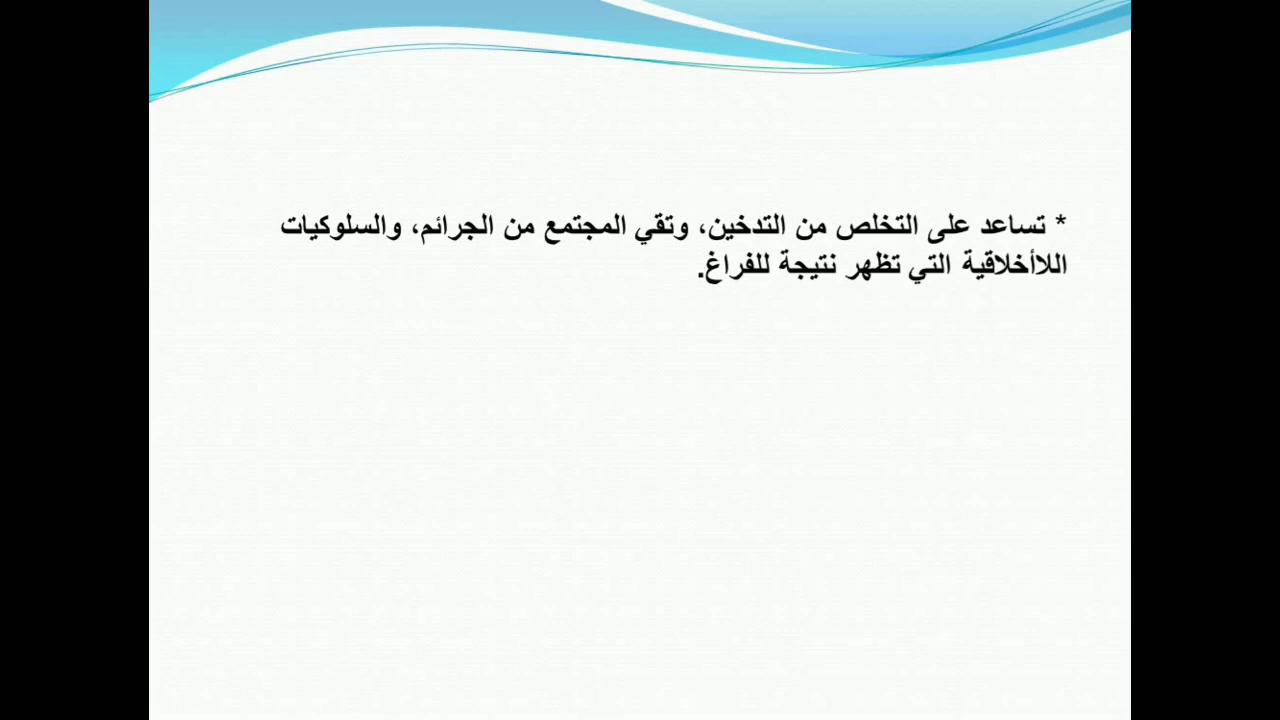 * تساعد على التخلص من التدخين، وتقي المجتمع من الجرائم، والسلوكيات
اللاأخلاقية التي تظهر نتيجة للفراغ.